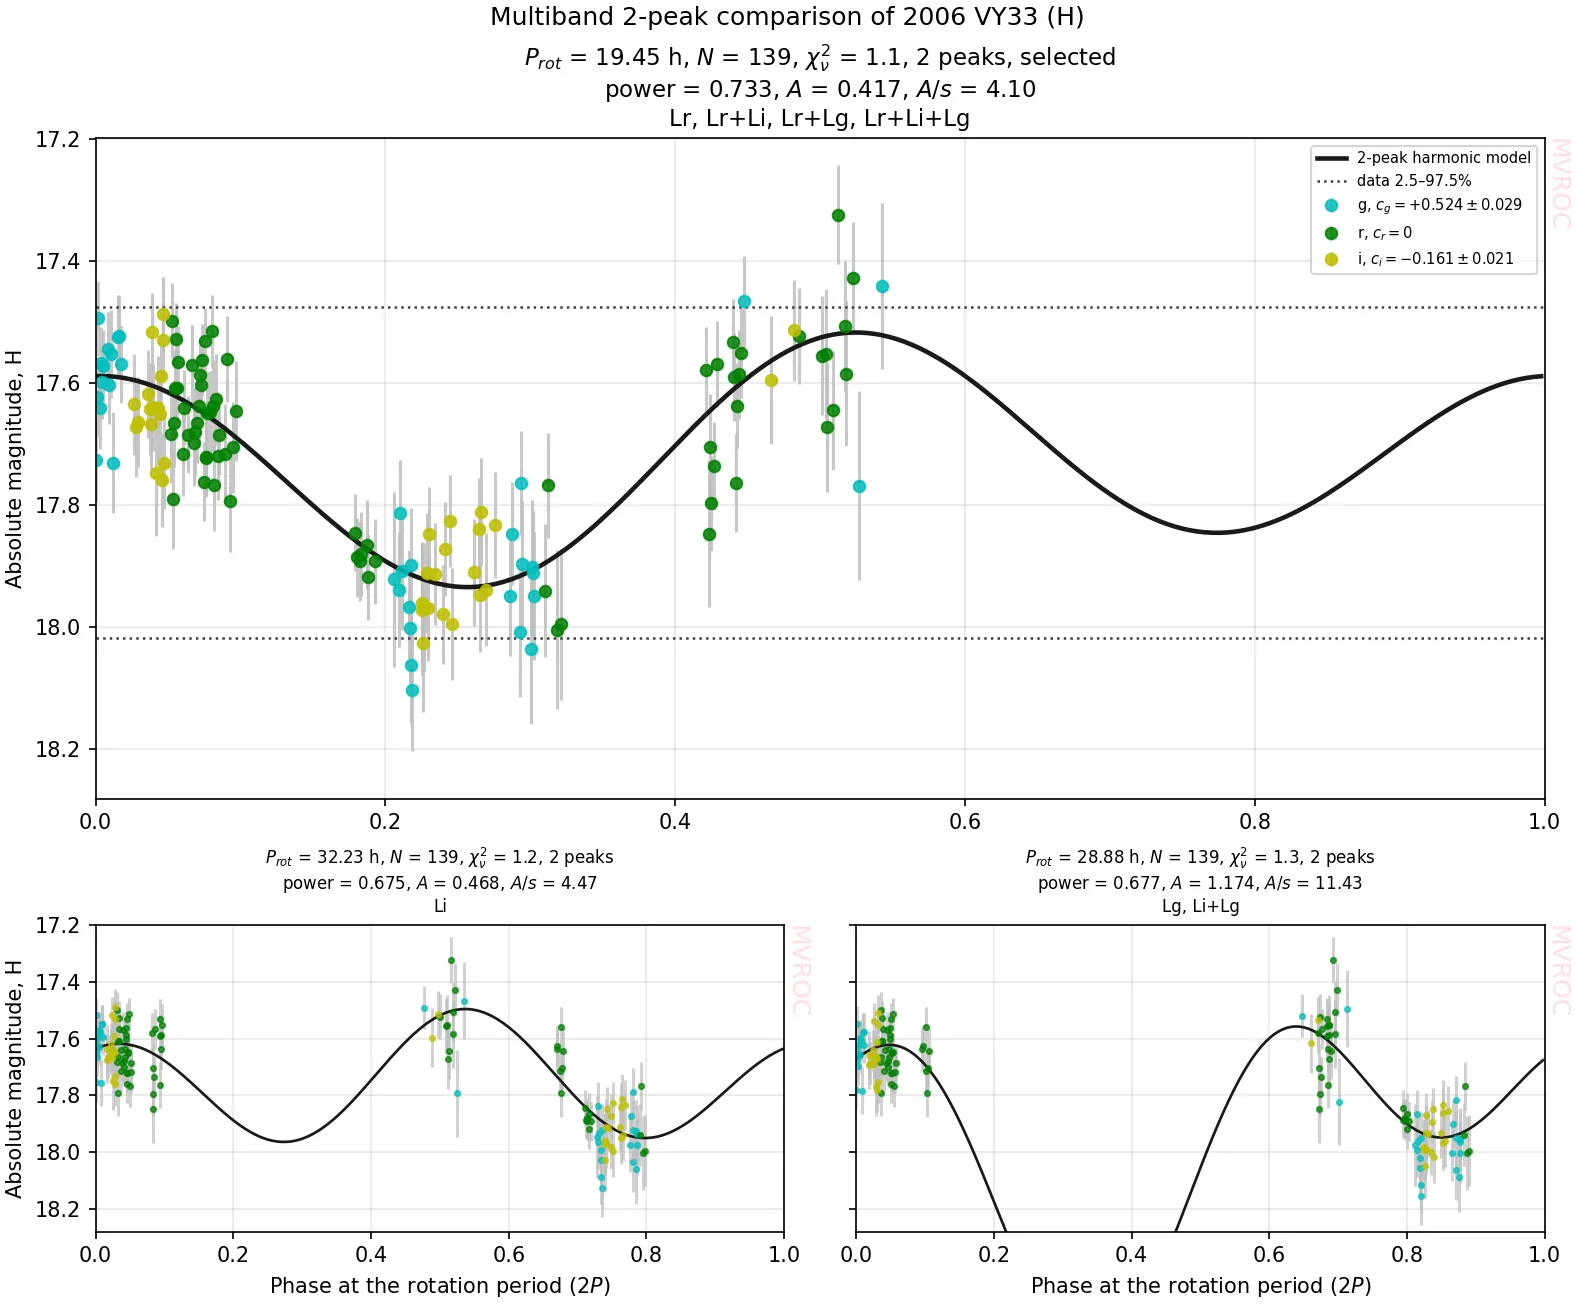 Multiband 2-peak comparison of 2006 VY33 (H)
P_rot = 19.45 h, N = 139, χ²_ν = 1.1, 2 peaks, selected
power = 0.733, A = 0.417, A/s = 4.10
Lr, Lr+Li, Lr+Lg, Lr+Li+Lg
Absolute magnitude, H
17.2
17.4
17.6
17.8
18.0
18.2
0.0 0.2 0.4 0.6 0.8 1.0
2-peak harmonic model
data 2.5–97.5%
g, c_g = +0.524 ± 0.029
r, c_r = 0
i, c_i = −0.161 ± 0.021
MVROC
P_rot = 32.23 h, N = 139, χ²_ν = 1.2, 2 peaks
power = 0.675, A = 0.468, A/s = 4.47
Li
Absolute magnitude, H
17.2
17.4
17.6
17.8
18.0
18.2
0.0 0.2 0.4 0.6 0.8 1.0
Phase at the rotation period (2P)
MVROC
P_rot = 28.88 h, N = 139, χ²_ν = 1.3, 2 peaks
power = 0.677, A = 1.174, A/s = 11.43
Lg, Li+Lg
0.0 0.2 0.4 0.6 0.8 1.0
Phase at the rotation period (2P)
MVROC